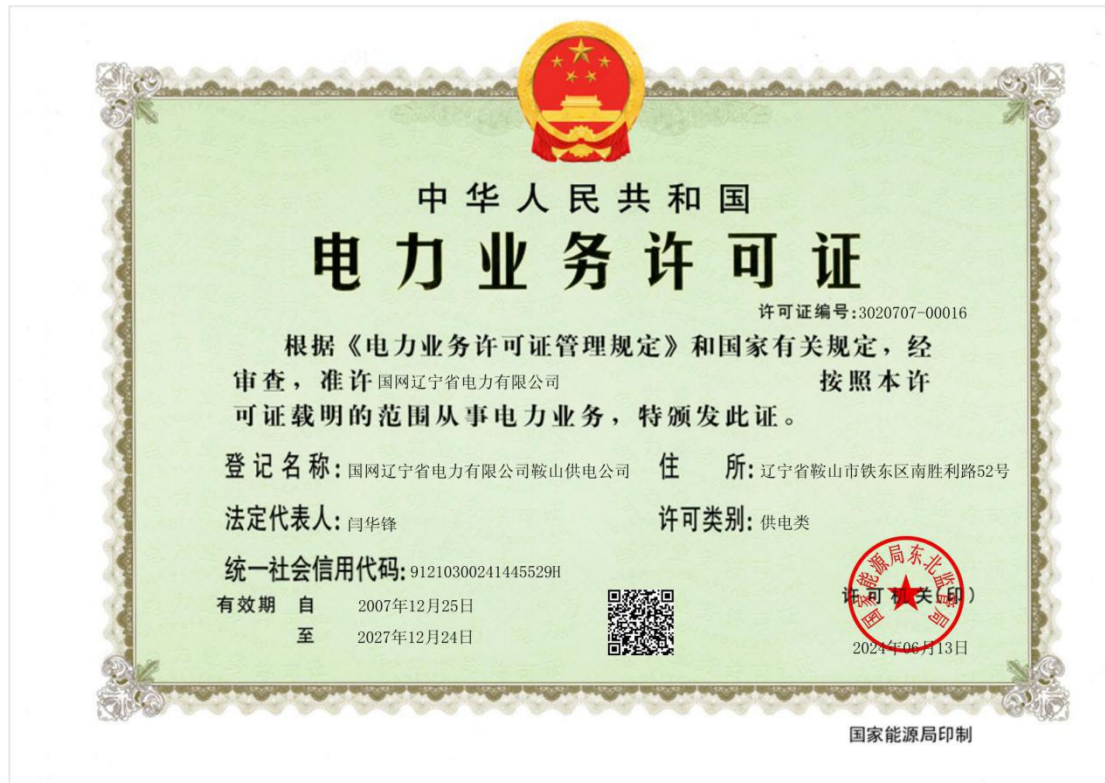 中华人民共和国
电力业务许可证
许可证编号:3020707-00016
根据《电力业务许可证管理规定》和国家有关规定，经
审查，准许国网辽宁省电力有限公司 按照本许
可证载明的范围从事电力业务，特颁发此证。
登记名称:国网辽宁省电力有限公司鞍山供电公司 住 所:辽宁省鞍山市铁东区南胜利路52号
法定代表人:闫华锋 许可类别:供电类
统一社会信用代码:91210300241445529H
国家能源局东北监管局
有效期 自 2007年12月25日 许可机关(印)
至 2027年12月24日 2024年06月13日
国家能源局印制